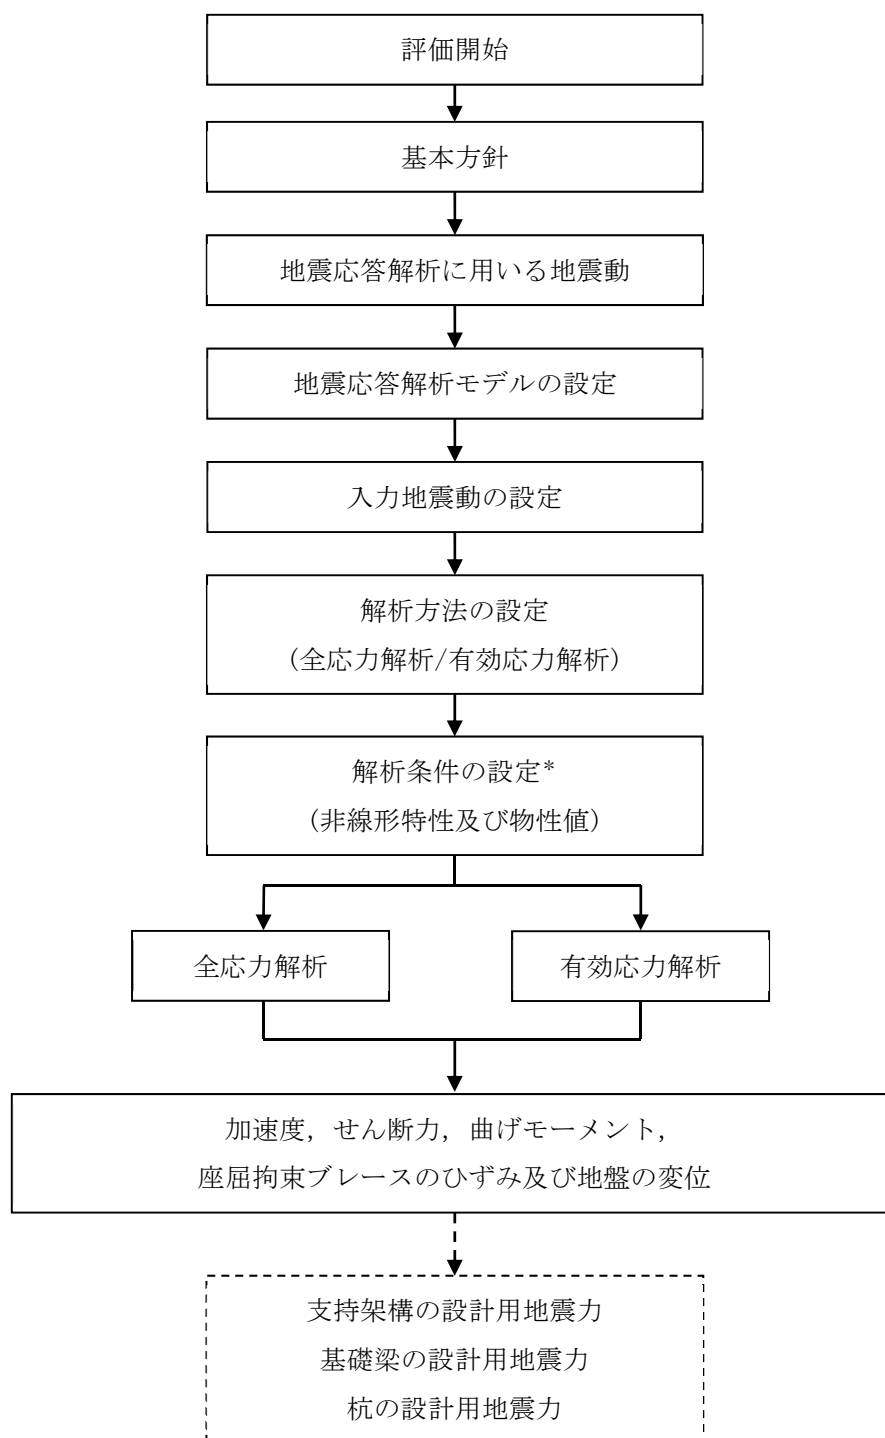 評価開始
基本方針
地震応答解析に用いる地震動
地震応答解析モデルの設定
入力地震動の設定
解析方法の設定
(全応力解析/有効応力解析)
解析条件の設定*
(非線形特性及び物性値)
全応力解析
有効応力解析
加速度，せん断力，曲げモーメント，
座屈拘束ブレースのひずみ及び地盤の変位
支持架構の設計用地震力
基礎梁の設計用地震力
杭の設計用地震力